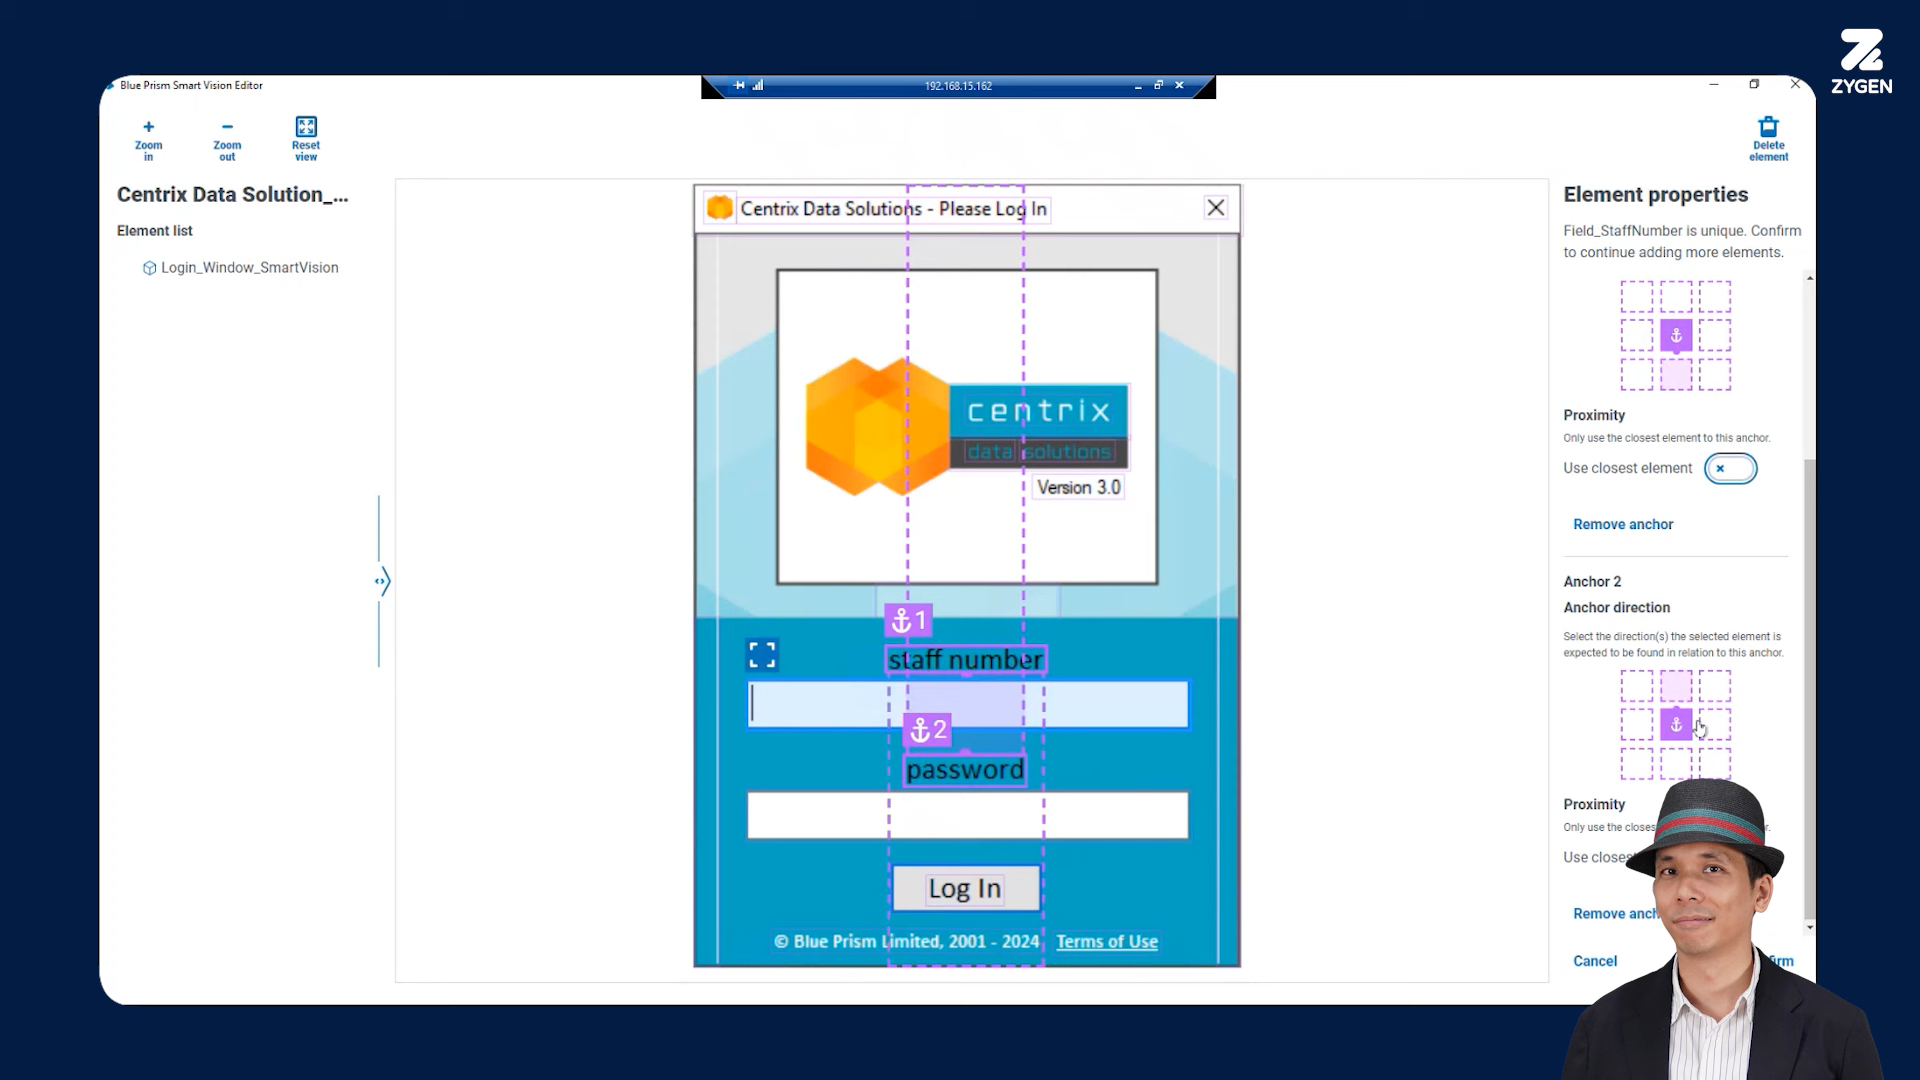 ZYGEN
Blue Prism Smart Vision Editor
192.168.15.162
Zoom in
Zoom out
Reset view
Delete element
Centrix Data Solution_...
Element list
Login_Window_SmartVision
Centrix Data Solutions - Please Log In
centrix
data solutions
Version 3.0
1
staff number
2
password
Log In
© Blue Prism Limited, 2001 - 2024 Terms of Use
Element properties
Field_StaffNumber is unique. Confirm
to continue adding more elements.
Proximity
Only use the closest element to this anchor.
Use closest element
Remove anchor
Anchor 2
Anchor direction
Select the direction(s) the selected element is
expected to be found in relation to this anchor.
Proximity
Only use the
Use
Remove
Cancel